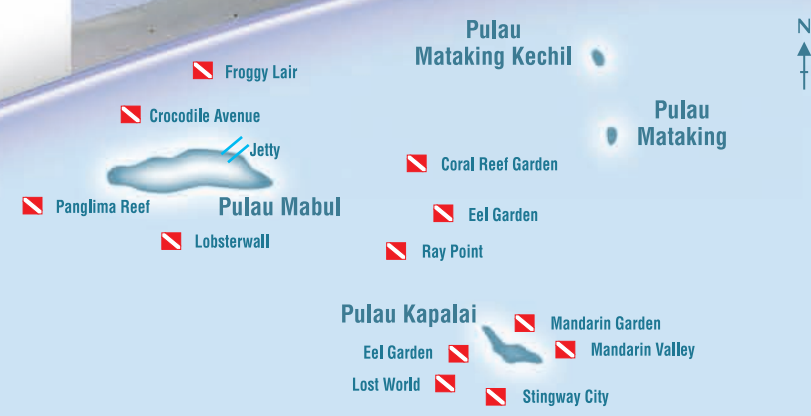 Pulau
Mataking Kechil
N
Froggy Lair
Crocodile Avenue
Pulau
Mataking
Jetty
Coral Reef Garden
Panglima Reef
Pulau Mabul
Eel Garden
Lobsterwall
Ray Point
Pulau Kapalai
Mandarin Garden
Eel Garden
Mandarin Valley
Lost World
Stingway City